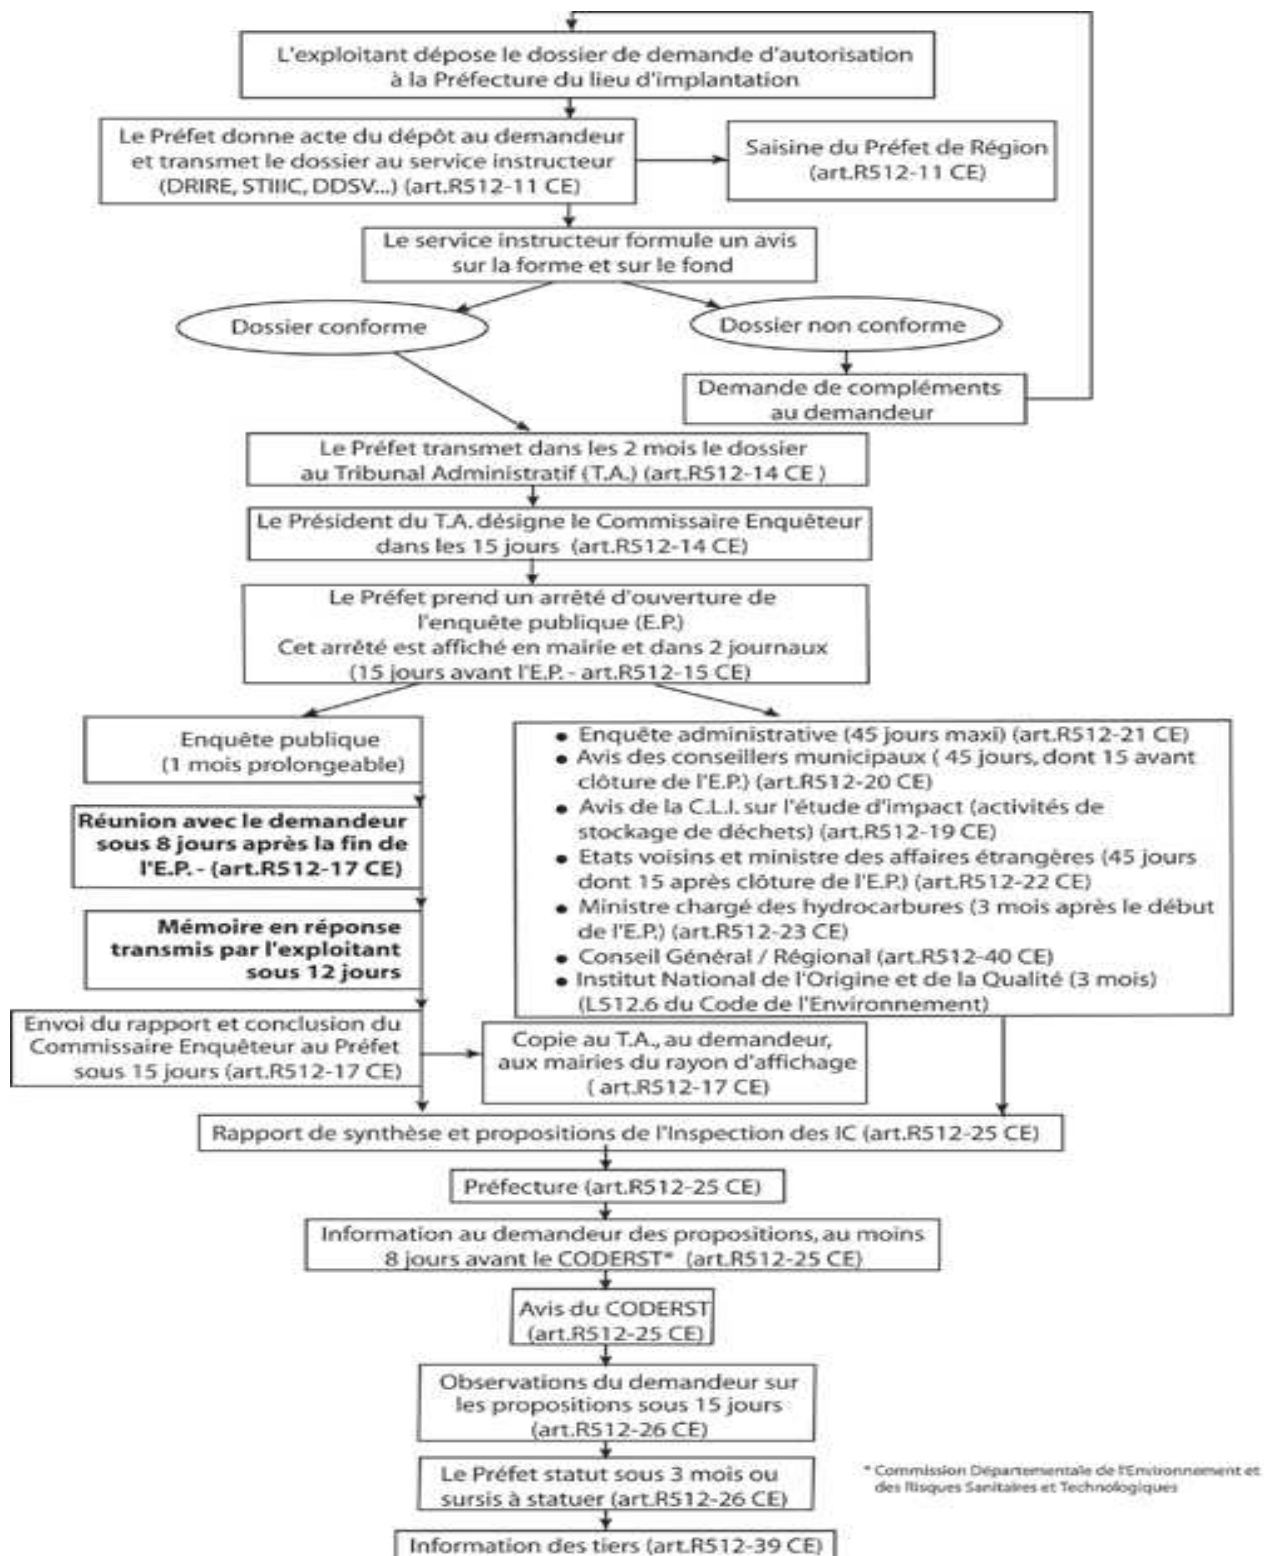 L'exploitant dépose le dossier de demande d'autorisation
à la Préfecture du lieu d'implantation
Le Préfet donne acte du dépôt au demandeur
et transmet le dossier au service instructeur
(DRIRE, STIIIC, DDSV...) (art.R512-11 CE)
Saisine du Préfet de Région
(art.R512-11 CE)
Le service instructeur formule un avis
sur la forme et sur le fond
Dossier conforme
Dossier non conforme
Demande de compléments
au demandeur
Le Préfet transmet dans les 2 mois le dossier
au Tribunal Administratif (T.A.) (art.R512-14 CE )
Le Président du T.A. désigne le Commissaire Enquêteur
dans les 15 jours (art.R512-14 CE)
Le Préfet prend un arrêté d'ouverture de
l'enquête publique (E.P.)
Cet arrêté est affiché en mairie et dans 2 journaux
(15 jours avant l'E.P. - art.R512-15 CE)
Enquête publique
(1 mois prolongeable)
Réunion avec le demandeur
sous 8 jours après la fin de
l'E.P. - (art.R512-17 CE)
Mémoire en réponse
transmis par l'exploitant
sous 12 jours
Envoi du rapport et conclusion du
Commissaire Enquêteur au Préfet
sous 15 jours (art.R512-17 CE)
• Enquête administrative (45 jours maxi) (art.R512-21 CE)
• Avis des conseillers municipaux ( 45 jours, dont 15 avant
clôture de l'E.P.) (art.R512-20 CE)
• Avis de la C.L.I. sur l'étude d'impact (activités de
stockage de déchets) (art.R512-19 CE)
• Etats voisins et ministre des affaires étrangères (45 jours
dont 15 après clôture de l'E.P.) (art.R512-22 CE)
• Ministre chargé des hydrocarbures (3 mois après le début
de l'E.P.) (art.R512-23 CE)
• Conseil Général / Régional (art.R512-40 CE)
• Institut National de l'Origine et de la Qualité (3 mois)
(L512.6 du Code de l'Environnement)
Copie au T.A., au demandeur,
aux mairies du rayon d'affichage
( art.R512-17 CE)
Rapport de synthèse et propositions de l'Inspection des IC (art.R512-25 CE)
Préfecture (art.R512-25 CE)
Information au demandeur des propositions, au moins
8 jours avant le CODERST* (art.R512-25 CE)
Avis du CODERST
(art.R512-25 CE)
Observations du demandeur sur
les propositions sous 15 jours
(art.R512-26 CE)
Le Préfet statut sous 3 mois ou
sursis à statuer (art.R512-26 CE)
Information des tiers (art.R512-39 CE)
* Commission Départementale de l'Environnement et
des Risques Sanitaires et Technologiques